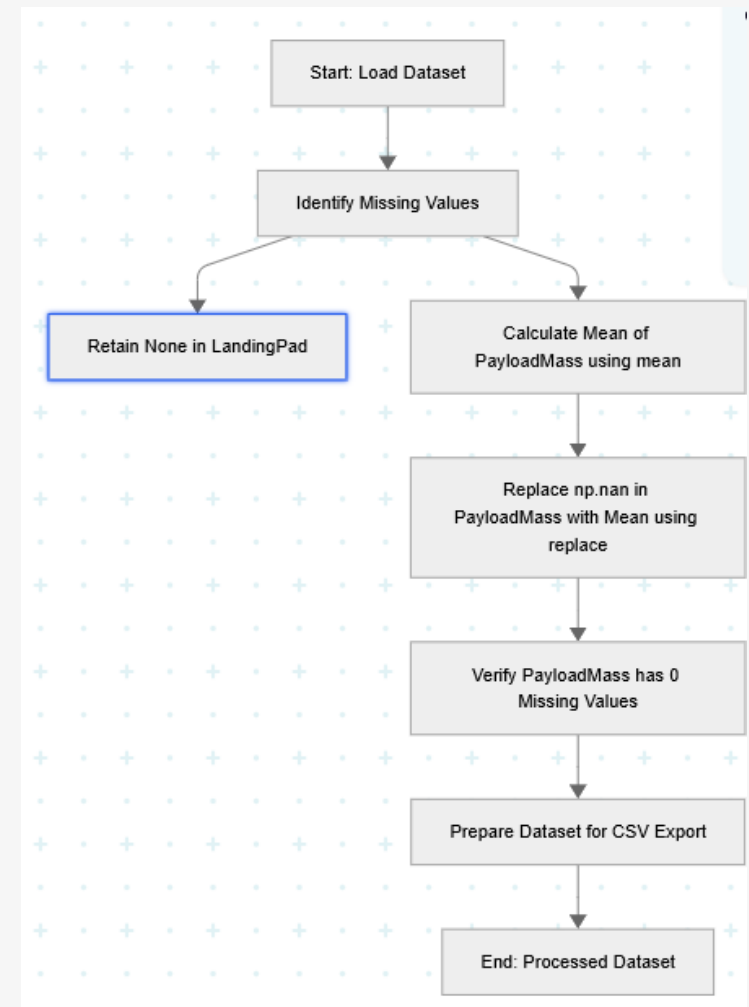 Start: Load Dataset
Identify Missing Values
Retain None in LandingPad
Calculate Mean of
PayloadMass using mean
Replace np.nan in
PayloadMass with Mean using
replace
Verify PayloadMass has 0
Missing Values
Prepare Dataset for CSV Export
End: Processed Dataset